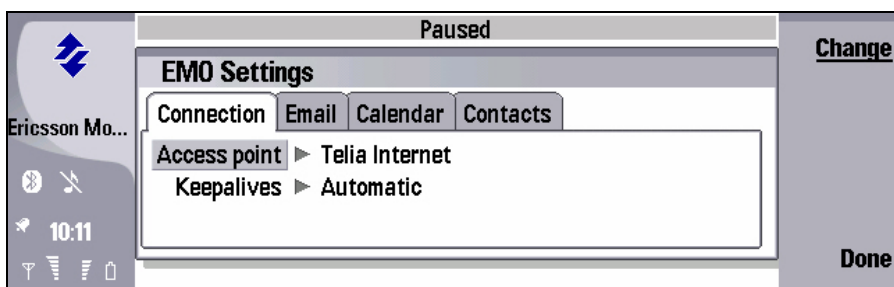 Paused
Change
EMO Settings
Connection Email Calendar Contacts
Ericsson Mo...
Access point Telia Internet
Keepalives Automatic
10:11
Done